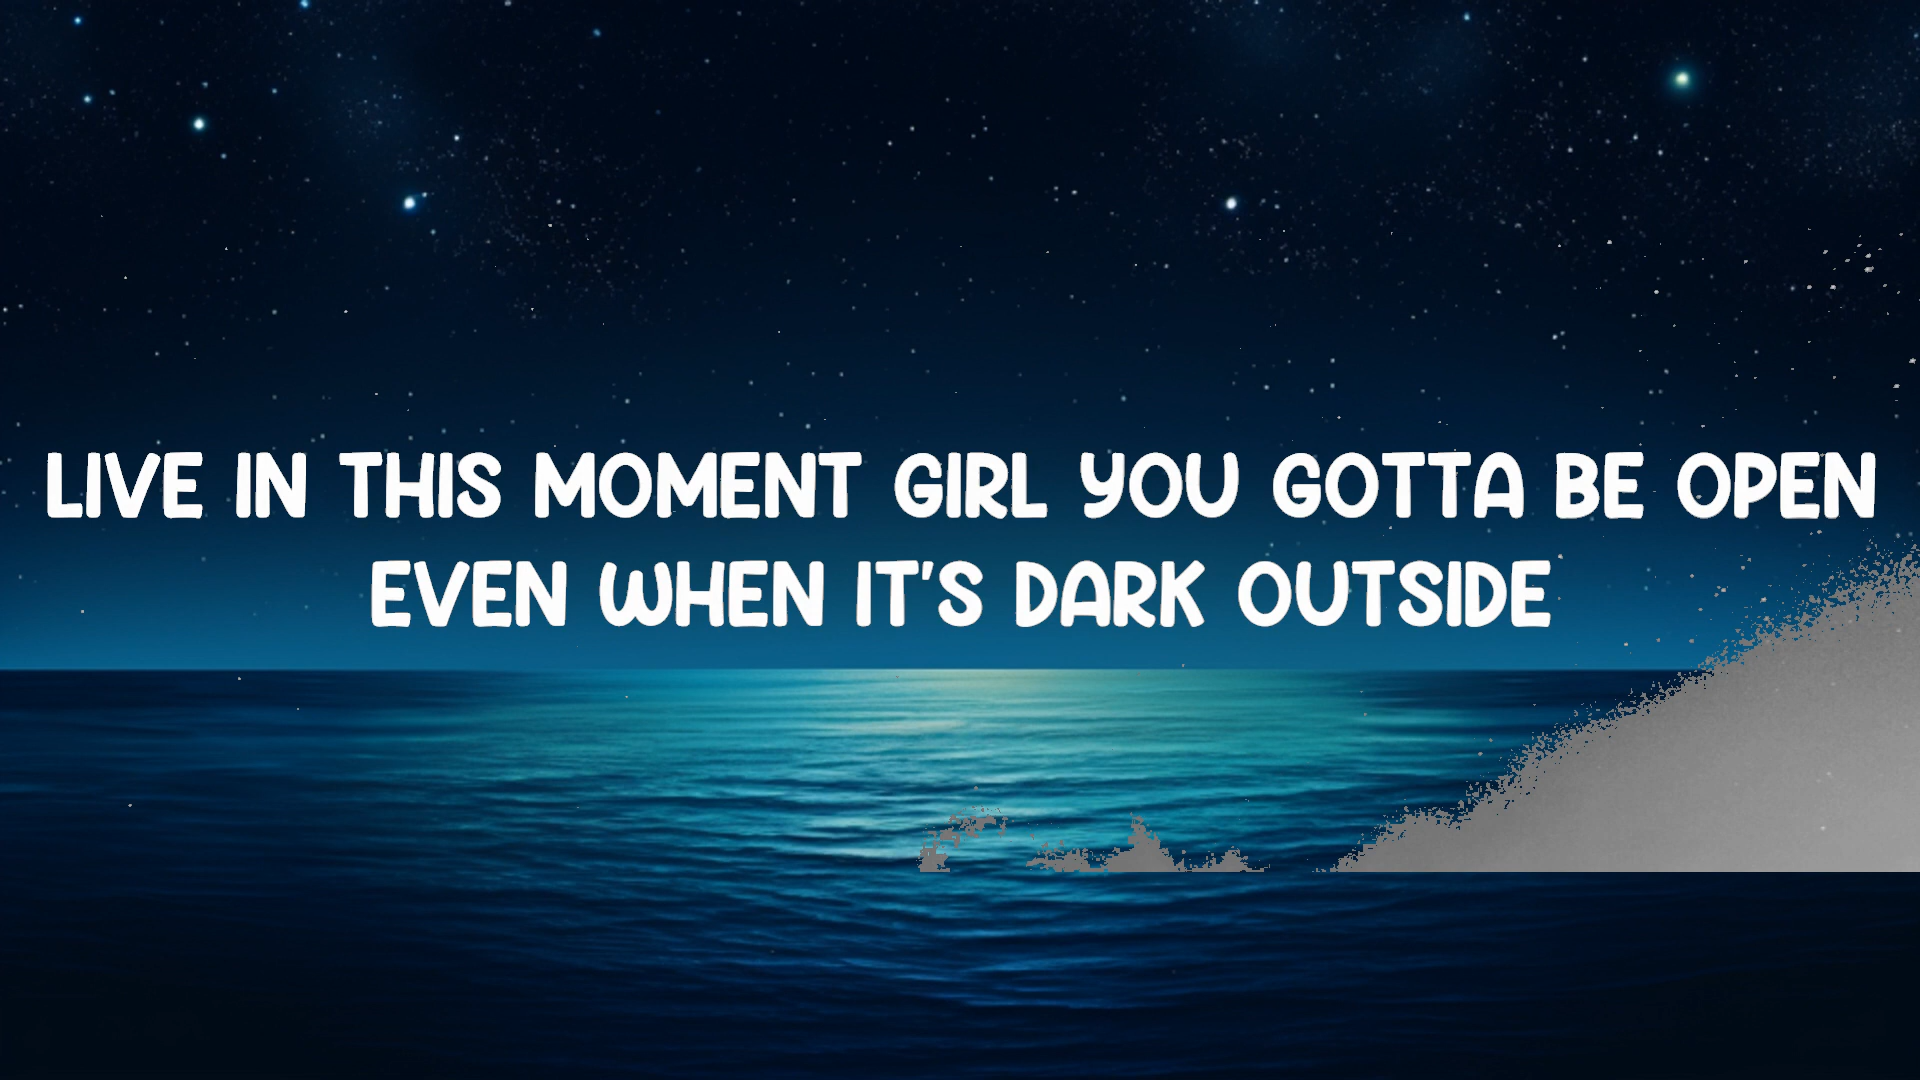 LIVE IN THIS MOMENT GIRL YOU GOTTA BE OPEN
EVEN WHEN IT'S DARK OUTSIDE